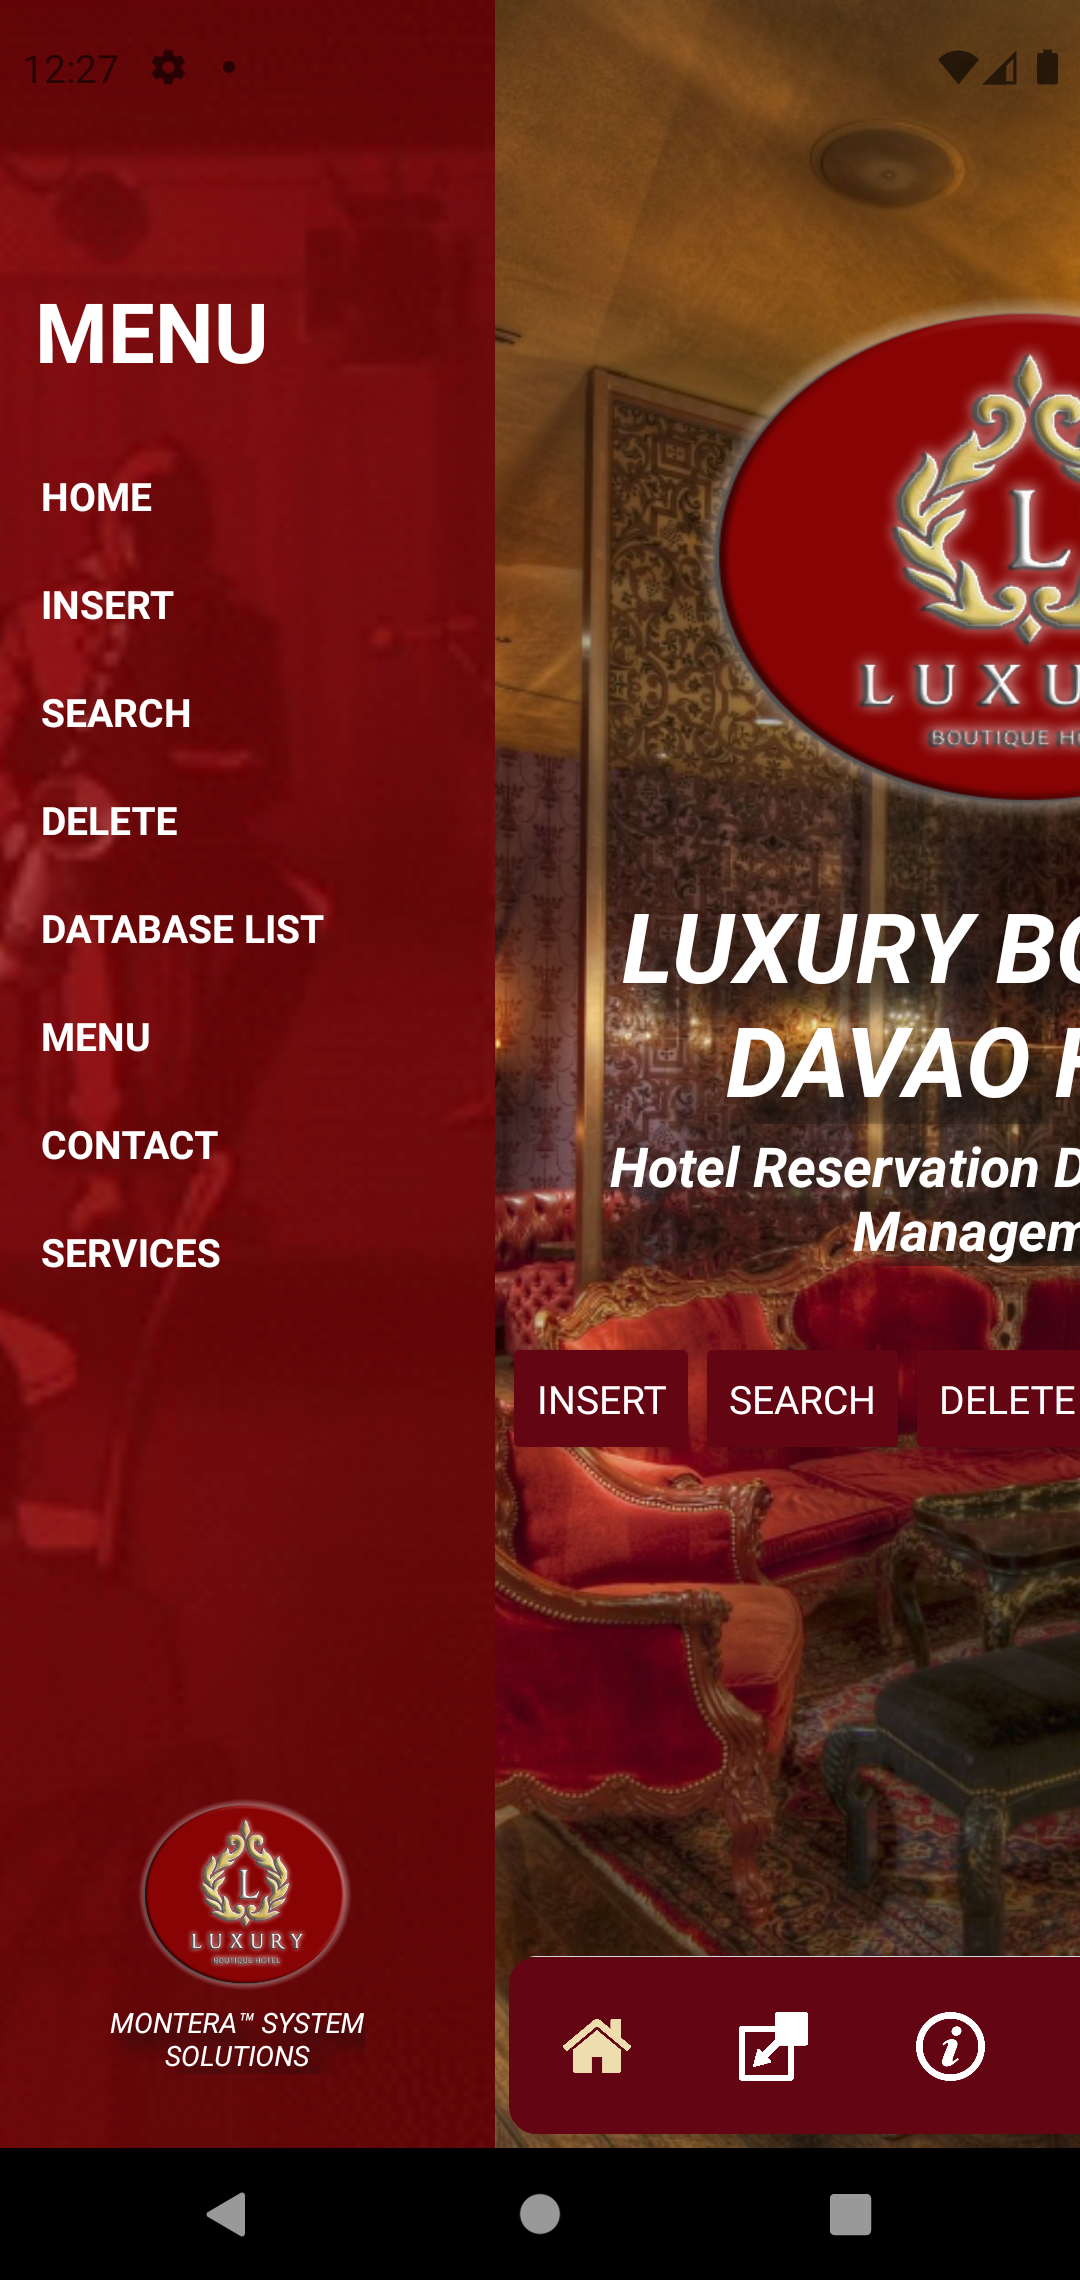 12:27
MENU
HOME
INSERT
SEARCH
DELETE
DATABASE LIST
MENU
CONTACT
SERVICES
L
LUXURY
BOUTIQUE HOTEL
MONTERA™ SYSTEM
SOLUTIONS
L
LUXU
BOUTIQUE H
LUXURY BO
DAVAO H
Hotel Reservation D
Managem
INSERT
SEARCH
DELETE